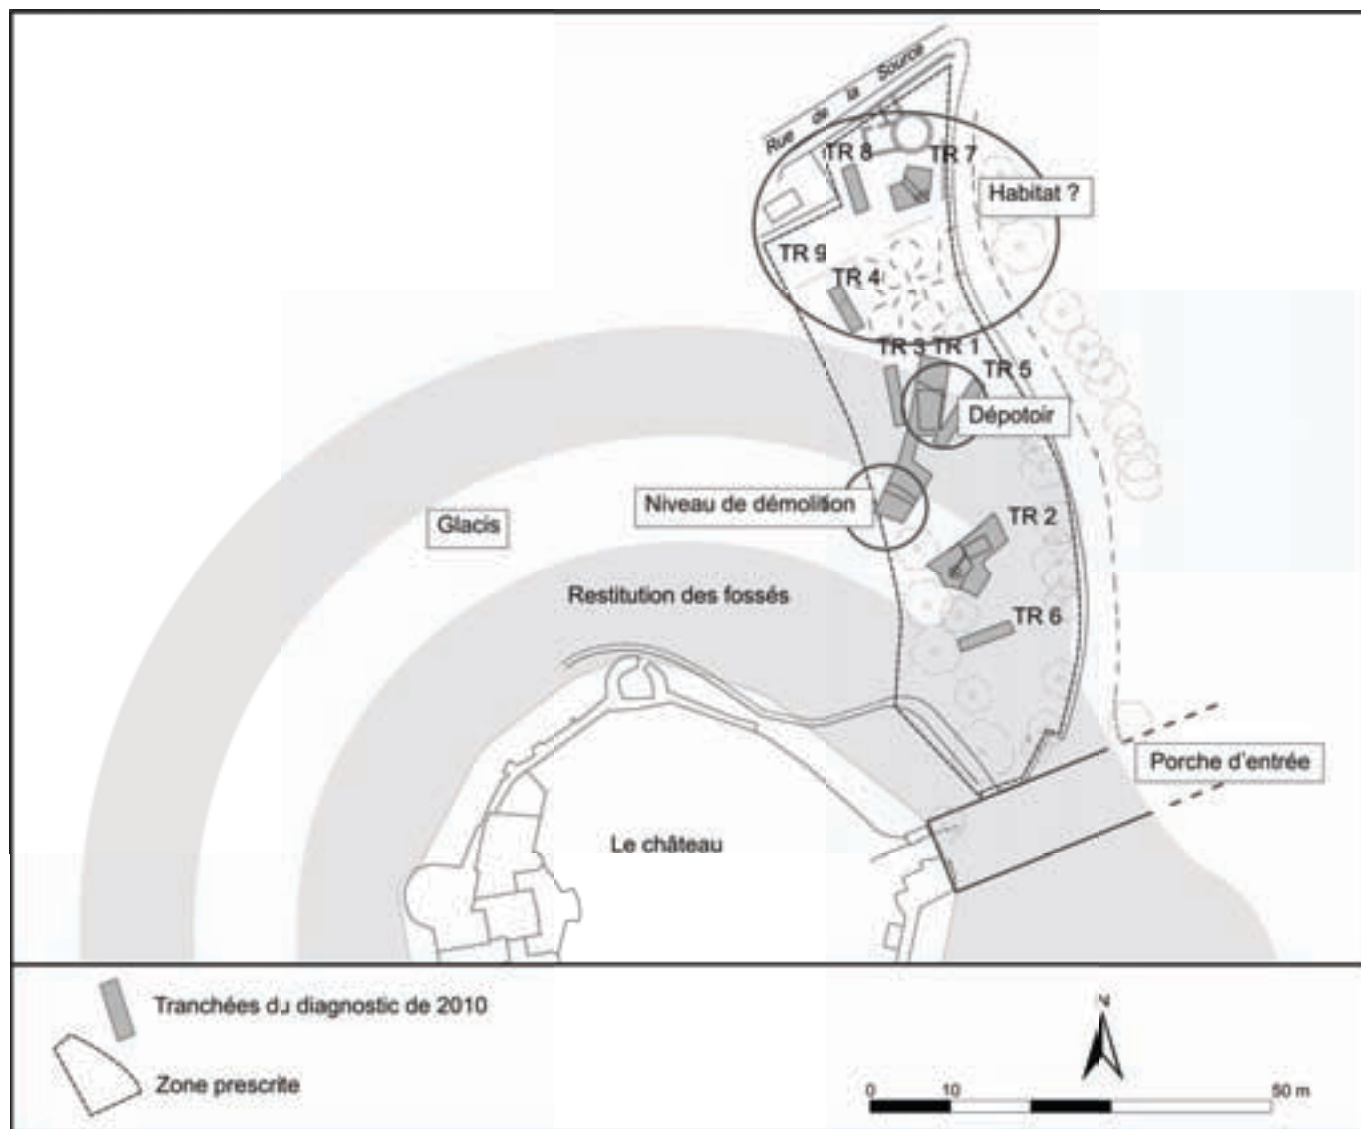 Rue de la Source
TR 8
TR 7
Habitat ?
TR 9
TR 4
TR 3
TR 1
TR 5
Dépotoir
Niveau de démolition
Glacis
TR 2
Restitution des fossés
TR 6
Porche d'entrée
Le château
Tranchées du diagnostic de 2010
Zone prescrite
N
0 10 50 m